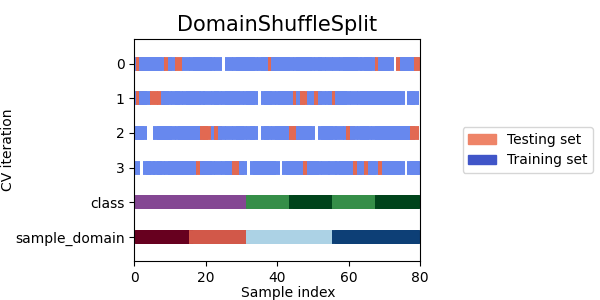 DomainShuffleSplit
CV iteration
0
1
2
3
class
sample_domain
0 20 40 60 80
Sample index
Testing set
Training set